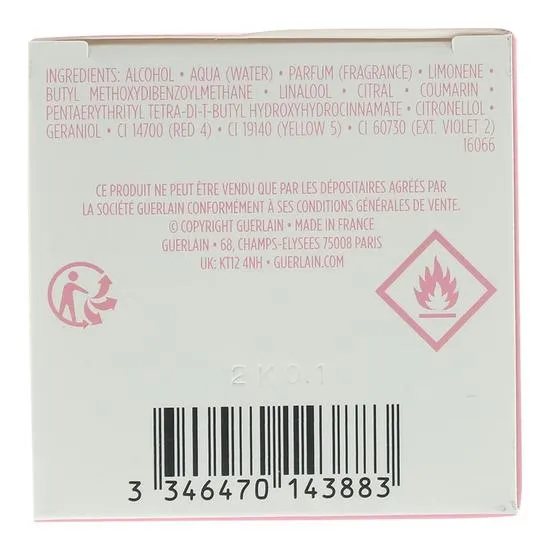 INGREDIENTS: ALCOHOL • AQUA (WATER) • PARFUM (FRAGRANCE) • LIMONENE •
BUTYL METHOXYDIBENZOYLMETHANE • LINALOOL • CITRAL • COUMARIN •
PENTAERYTHRITYL TETRA-DI-T-BUTYL HYDROXYHYDROCINNAMATE • CITRONELLOL •
GERANIOL • CI 14700 (RED 4) • CI 19140 (YELLOW 5) • CI 60730 (EXT. VIOLET 2)
16066
CE PRODUIT NE PEUT ÊTRE VENDU QUE PAR LES DÉPOSITAIRES AGRÉÉS PAR
LA SOCIÉTÉ GUERLAIN CONFORMÉMENT À SES CONDITIONS GÉNÉRALES DE VENTE.
© COPYRIGHT GUERLAIN • MADE IN FRANCE
GUERLAIN • 68, CHAMPS-ELYSEES 75008 PARIS
UK: KT12 4NH • GUERLAIN.COM
2K0.1
3 346470 143883